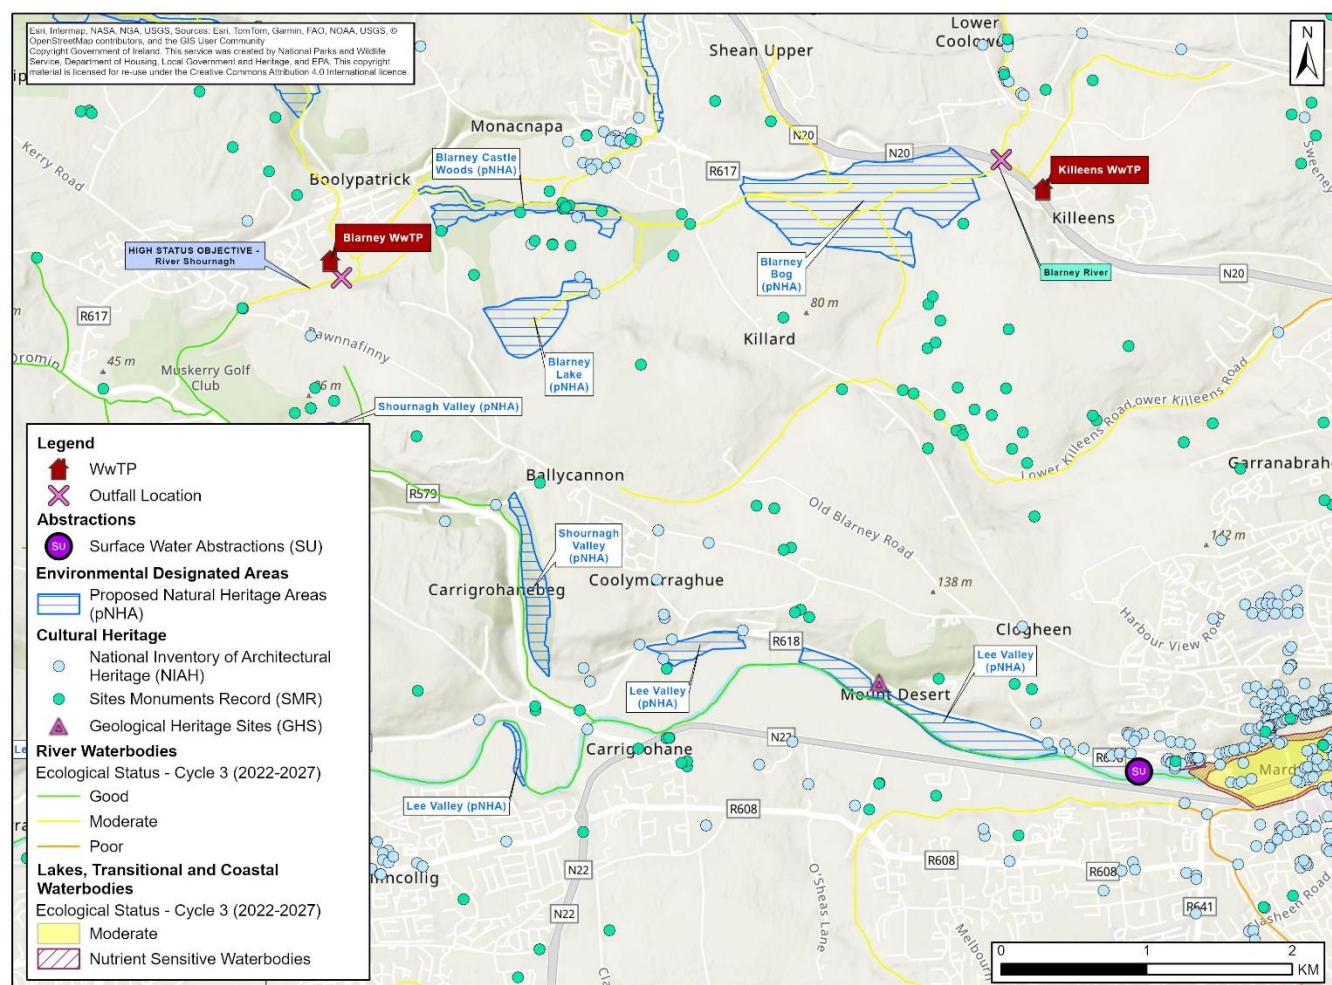 Esri, Intermap, NASA, NGA, USGS, Sources: Esri, TomTom, Garmin, FAO, NOAA, USGS, ©
OpenStreetMap contributors, and the GIS User Community
Copyright Government of Ireland. This service was created by National Parks and Wildlife
Service, Department of Housing, Local Government and Heritage, and EPA. This copyright
material is licensed for re-use under the Creative Commons Attribution 4.0 International licence.
N
Shean Upper
Lower
Monacnapa
Kerry Road
Boolypatrick
Blarney Castle
Woods (pNHA)
R617
N20
N20
Killeens WwTP
Killeens
Sweeney
Blarney WwTP
HIGH STATUS OBJECTIVE -
River Shournagh
Blarney
Bog
(pNHA)
Blarney River
N20
80 m
Killard
R617
45 m
Muskerry Golf
Club
Blarney
Lake
(pNHA)
Shournagh Valley (pNHA)
Lower Killeens Road
Lower Killeens Road
Ballycannon
R579
Old Blarney Road
Shournagh
Valley
(pNHA)
Carrigrohanebeg
138 m
Harbour View Road
Clogheen
R618
Lee Valley
(pNHA)
Lee Valley
(pNHA)
Mount Desert
Carrigrohane
N22
SU
Lee Valley (pNHA)
R608
R608
R608
N22
N22
O'Sheas Lane
R641
Legend
WwTP
Outfall Location
Abstractions
SU
Surface Water Abstractions (SU)
Environmental Designated Areas
Proposed Natural Heritage Areas
(pNHA)
Cultural Heritage
National Inventory of Architectural
Heritage (NIAH)
Sites Monuments Record (SMR)
Geological Heritage Sites (GHS)
River Waterbodies
Ecological Status - Cycle 3 (2022-2027)
Good
Moderate
Poor
Lakes, Transitional and Coastal
Waterbodies
Ecological Status - Cycle 3 (2022-2027)
Moderate
Nutrient Sensitive Waterbodies
0 1 2
KM